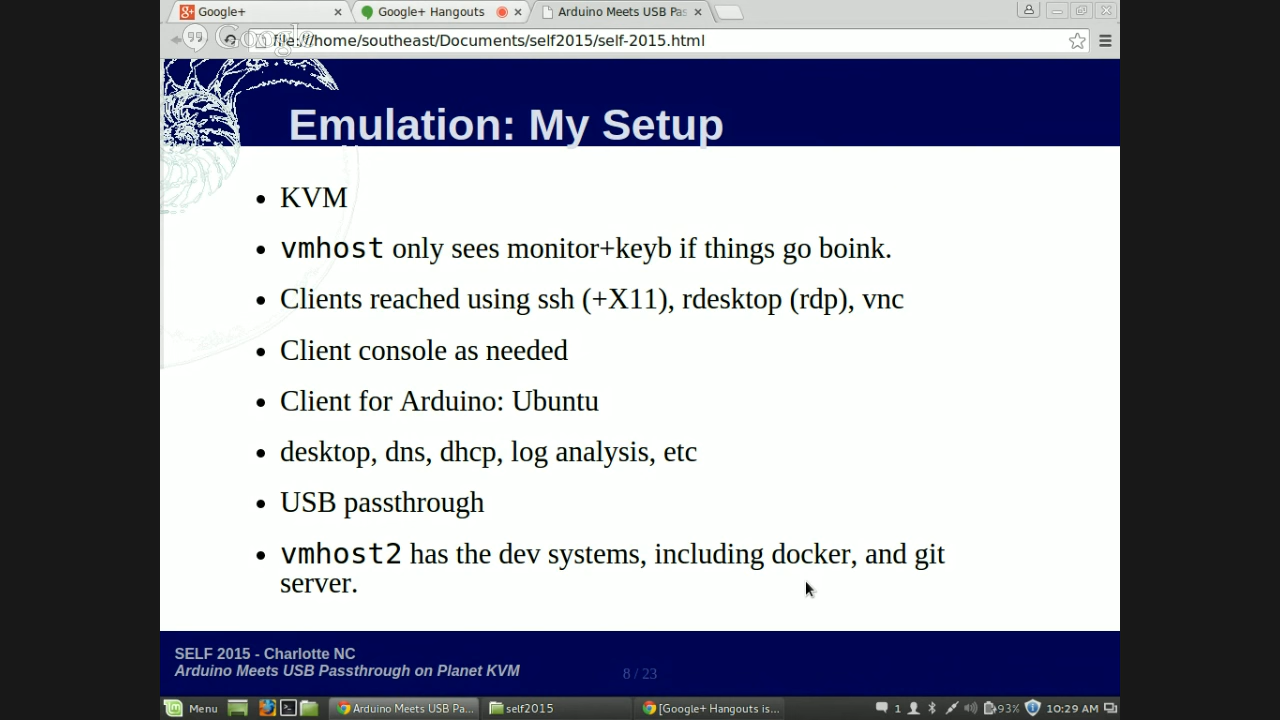 Google+
Google+ Hangouts
Arduino Meets USB Pas
Google
file:///home/southeast/Documents/self2015/self-2015.html
Emulation: My Setup
• KVM
• vmhost only sees monitor+keyb if things go boink.
• Clients reached using ssh (+X11), rdesktop (rdp), vnc
• Client console as needed
• Client for Arduino: Ubuntu
• desktop, dns, dhcp, log analysis, etc
• USB passthrough
• vmhost2 has the dev systems, including docker, and git
server.
SELF 2015 - Charlotte NC
Arduino Meets USB Passthrough on Planet KVM
8 / 23
Menu
Arduino Meets USB Pa...
self2015
[Google+ Hangouts is...
1
93%
10:29 AM